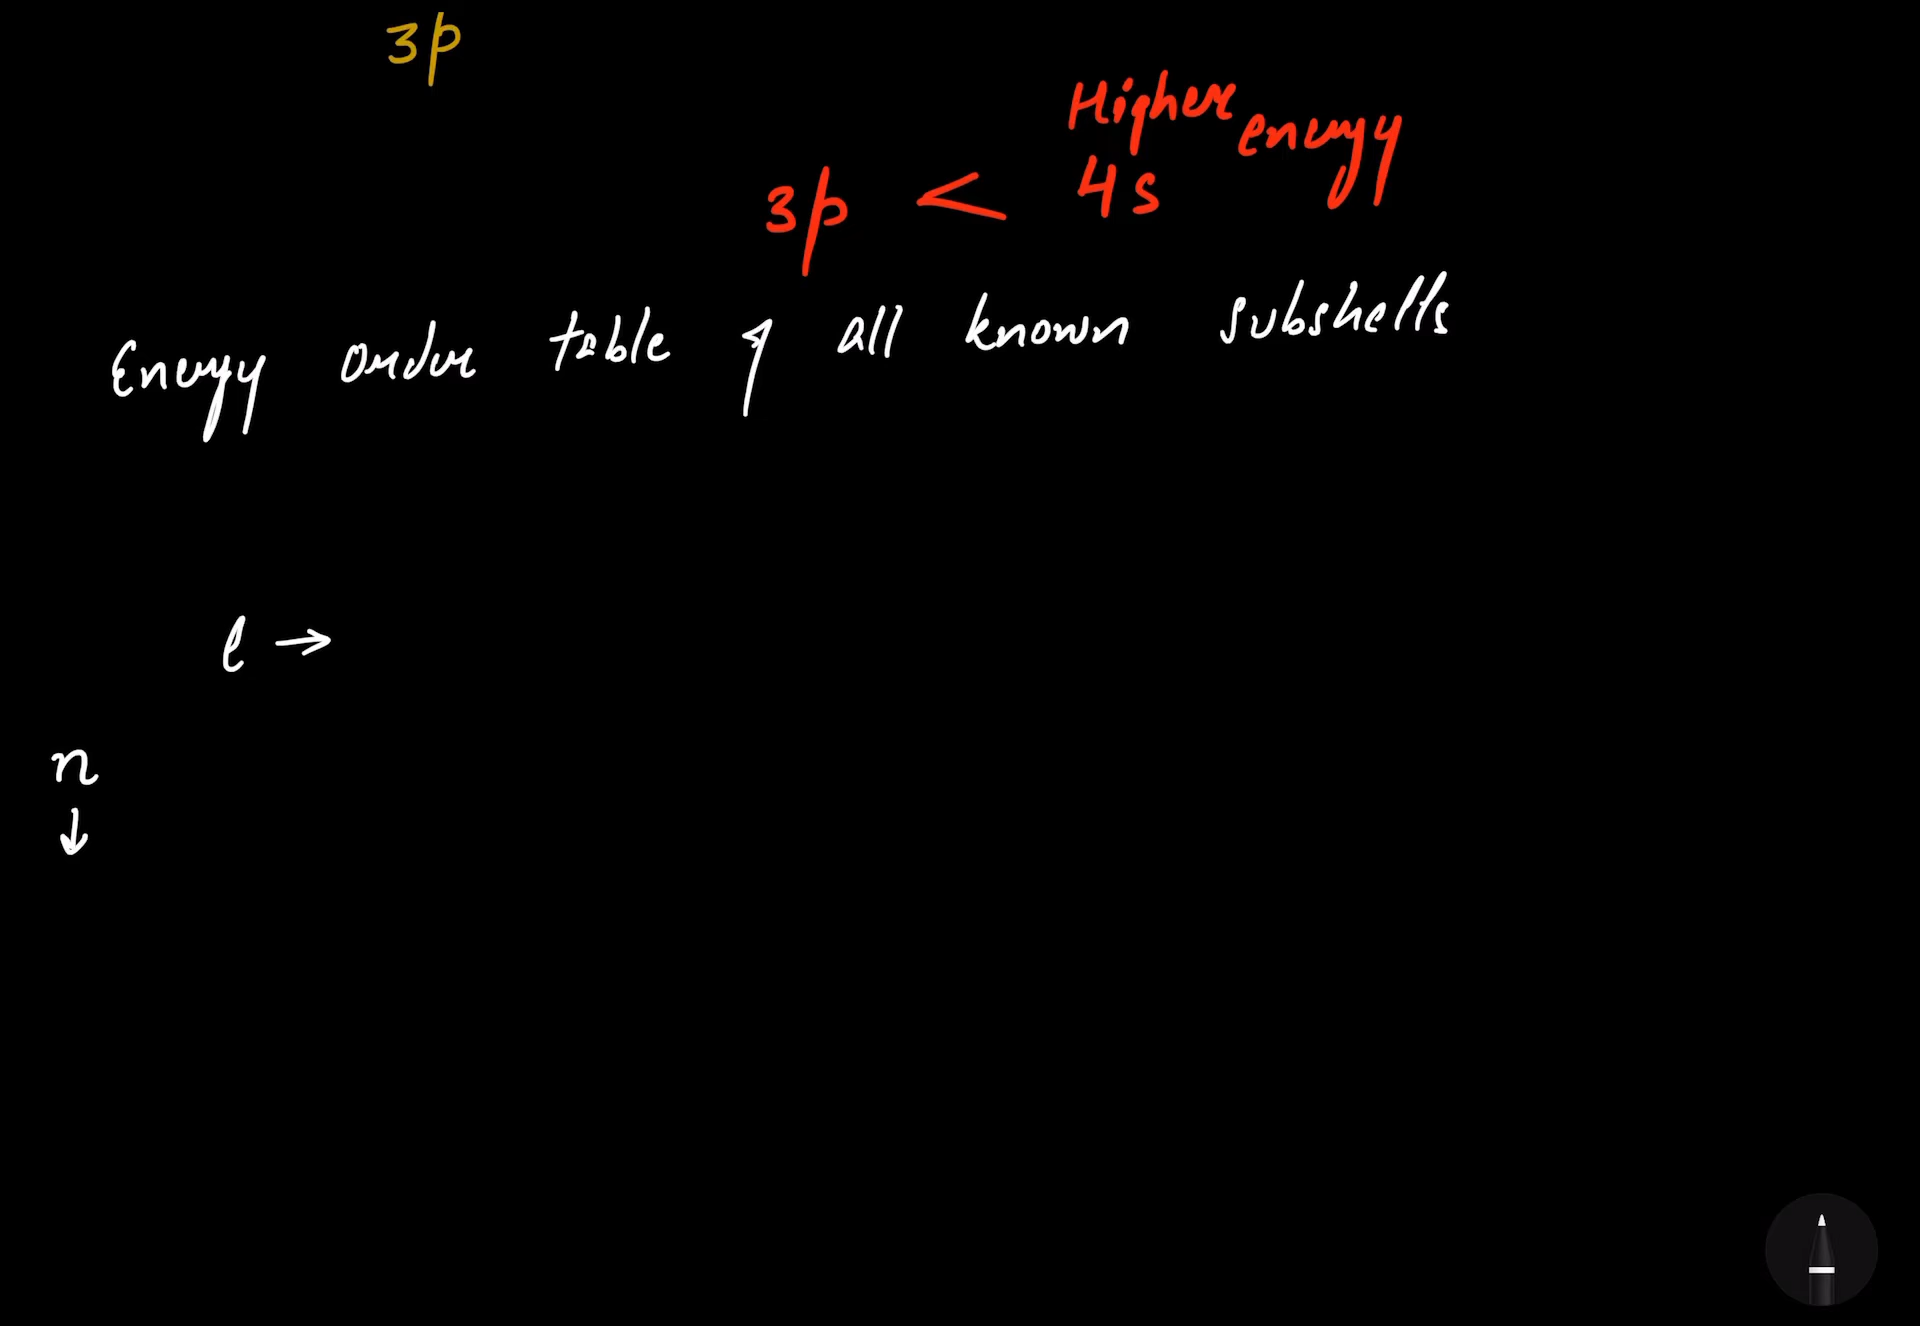 3p
Higher energy
3p < 4s
Energy order table of all known subshells
l →
n
↓